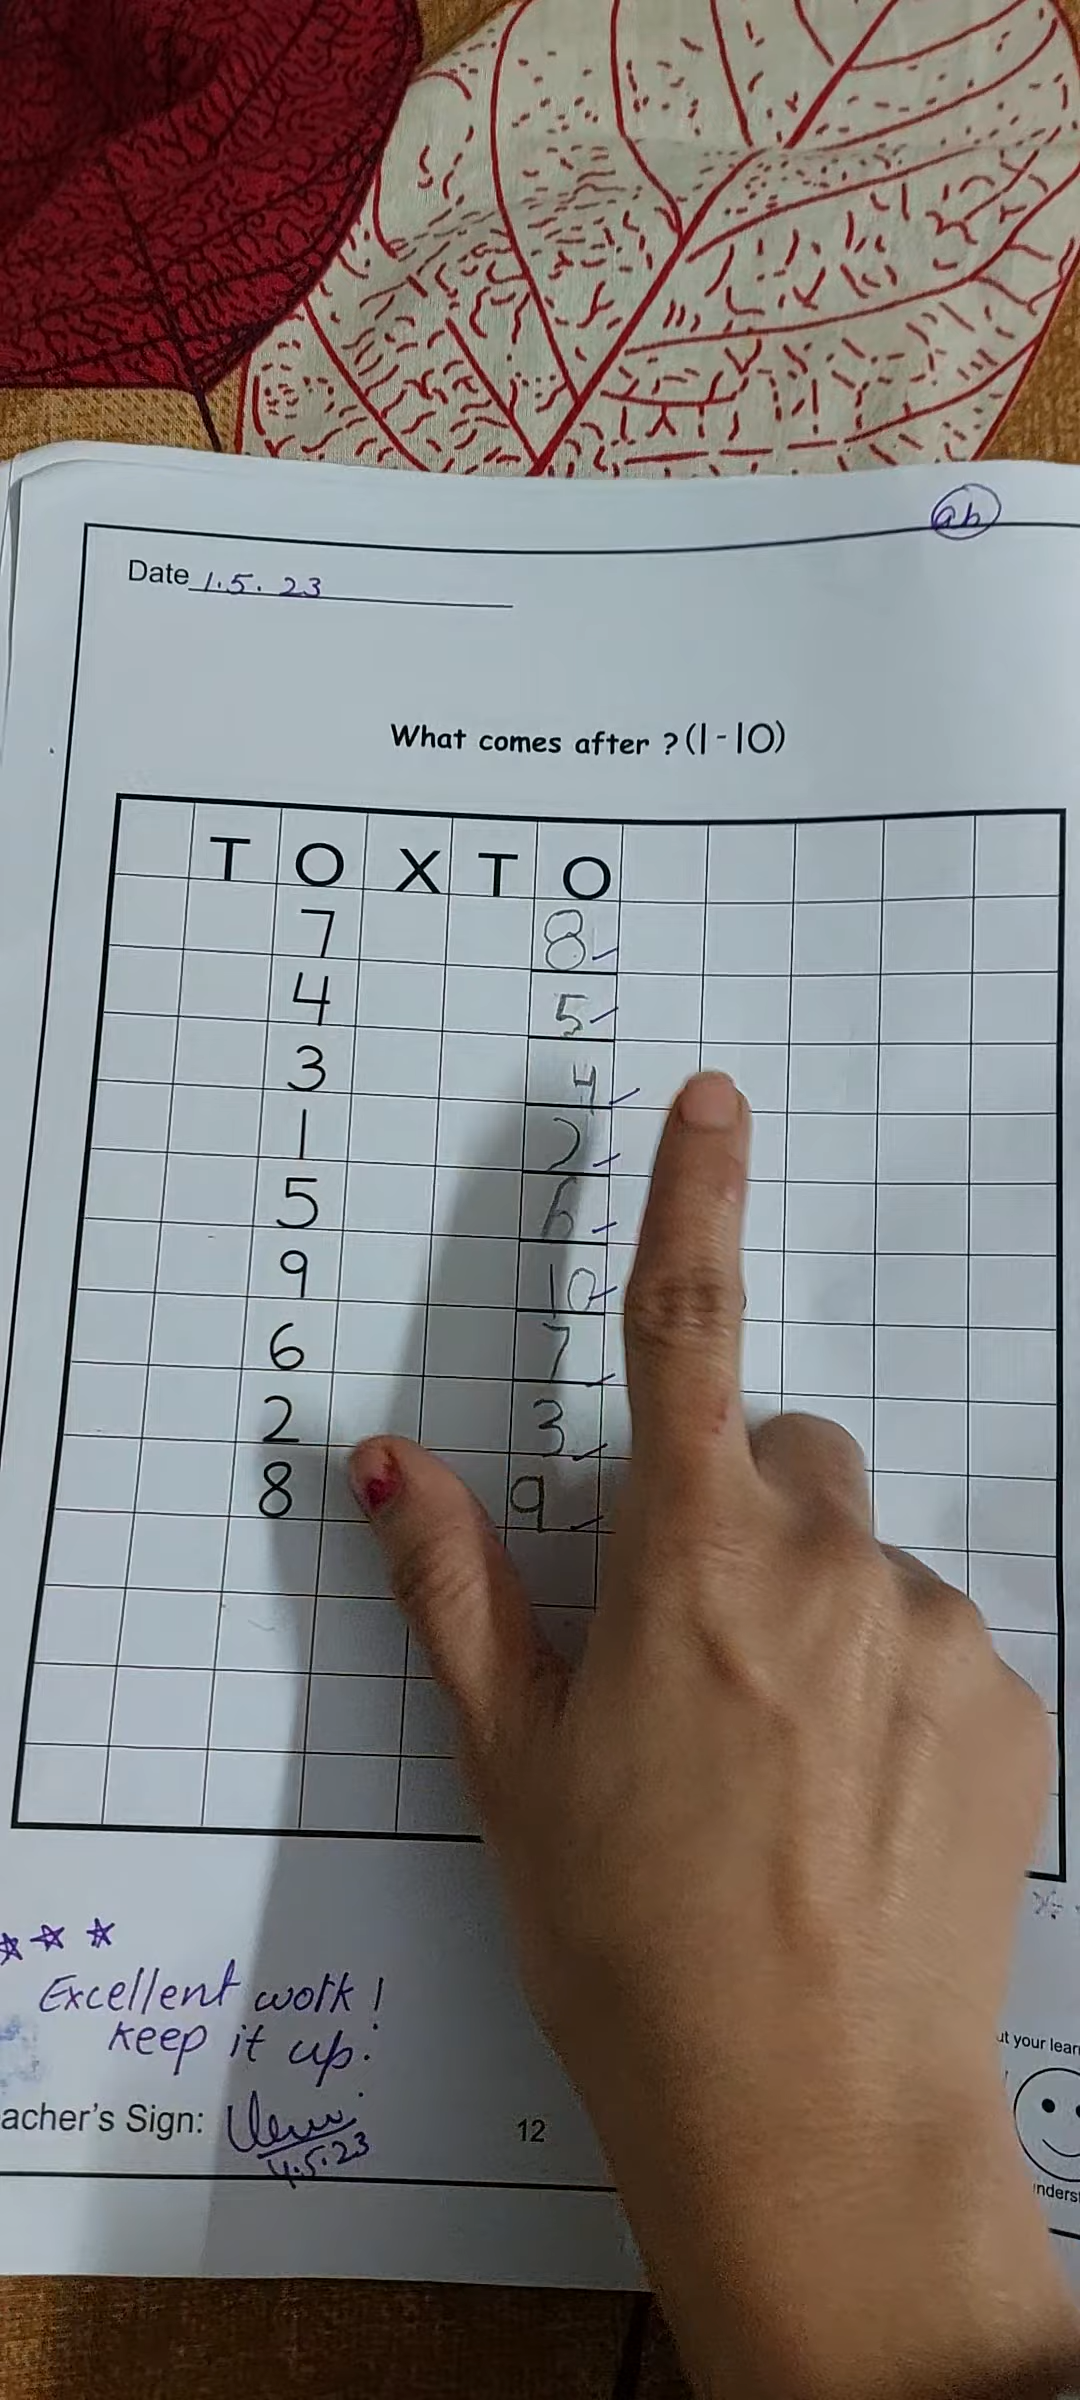 ab
Date 1.5.23
What comes after ? (1-10)
T O X T O
7 8
4 5
3 4
1 2
5 6
9 10
6 7
2 3
8 9
Excellent work!
keep it up!
acher's Sign:
4.5.23
12
ut your lear
nders